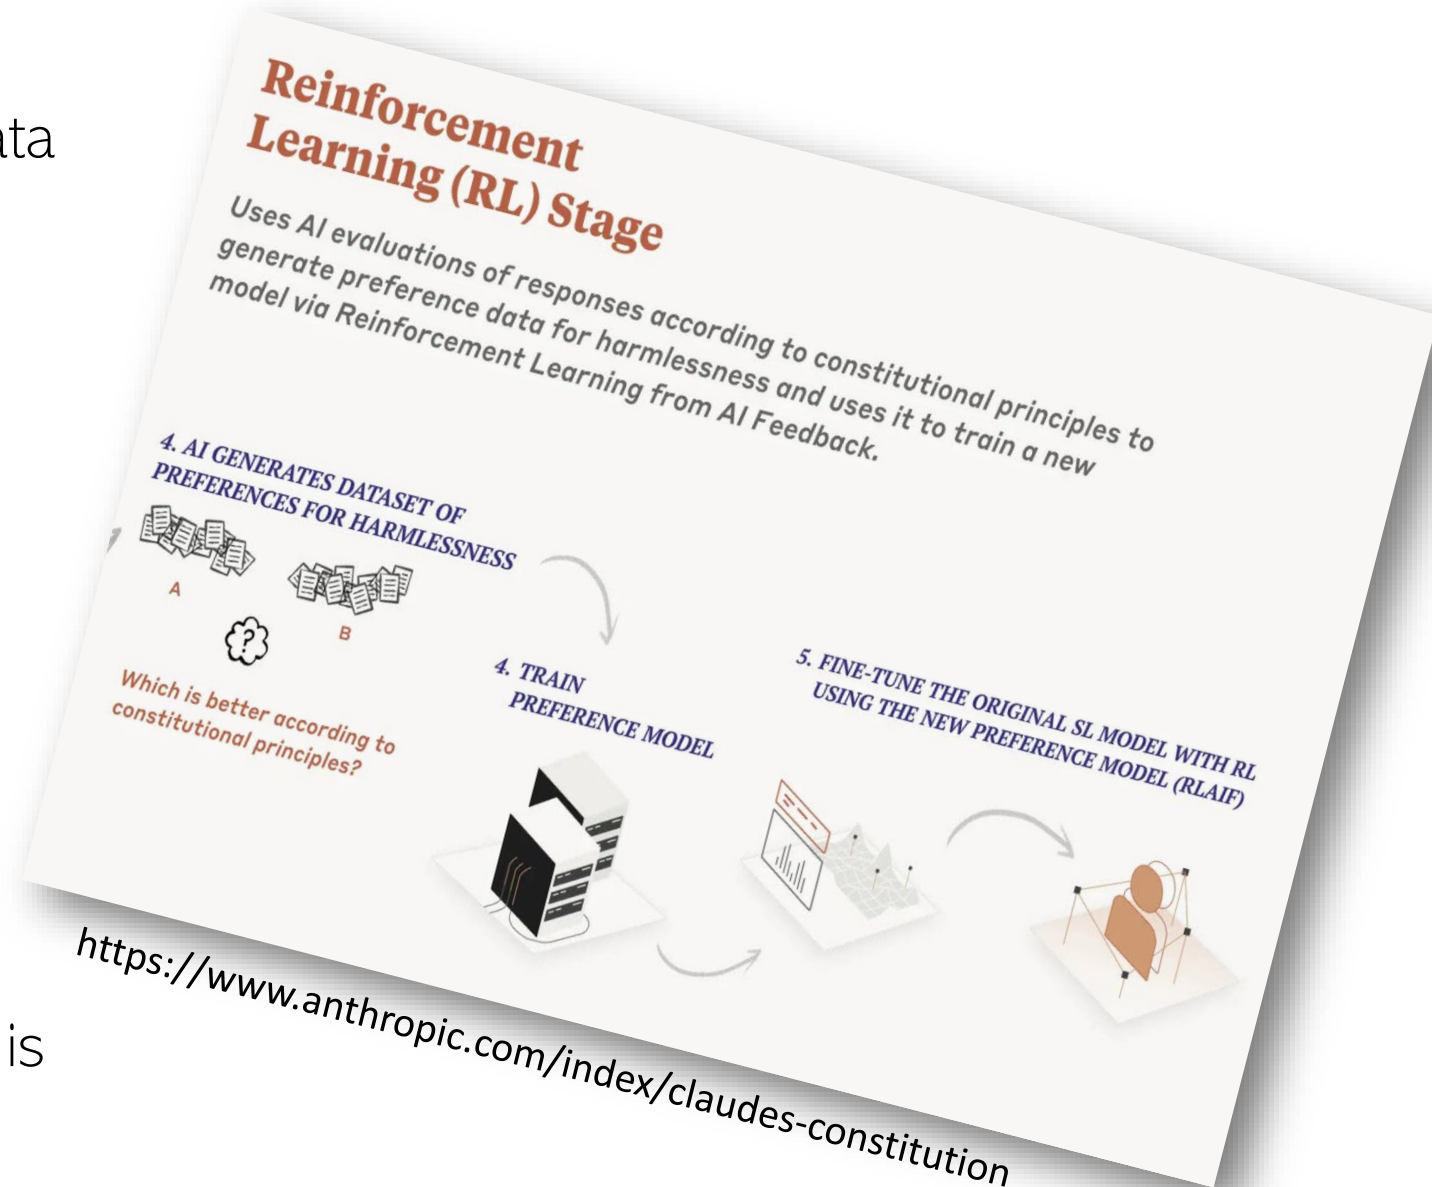 ata
Reinforcement
Learning (RL) Stage
Uses AI evaluations of responses according to constitutional principles to
generate preference data for harmlessness and uses it to train a new
model via Reinforcement Learning from AI Feedback.
4. AI GENERATES DATASET OF
PREFERENCES FOR HARMLESSNESS
A
B
?
Which is better according to
constitutional principles?
4. TRAIN
PREFERENCE MODEL
5. FINE-TUNE THE ORIGINAL SL MODEL WITH RL
USING THE NEW PREFERENCE MODEL (RLAIF)
is
https://www.anthropic.com/index/claudes-constitution